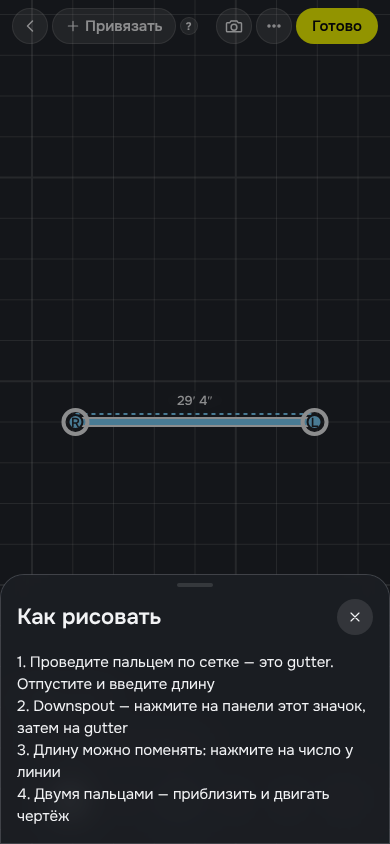 + Привязать
?
Готово
29' 4"
R
L
Как рисовать
1. Проведите пальцем по сетке — это gutter.
Отпустите и введите длину
2. Downspout — нажмите на панели этот значок,
затем на gutter
3. Длину можно поменять: нажмите на число у
линии
4. Двумя пальцами — приблизить и двигать
чертёж